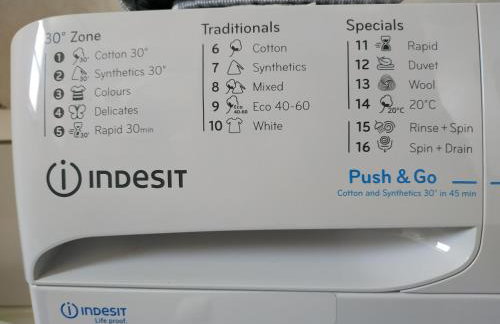 30° Zone
1 Cotton 30°
2 Synthetics 30°
3 Colours
4 Delicates
5 Rapid 30min
Traditionals
6 Cotton
7 Synthetics
8 Mixed
9 Eco 40-60
10 White
Specials
11 Rapid
12 Duvet
13 Wool
14 20°C 20°C
15 Rinse + Spin
16 Spin + Drain
indesit
Push & Go
Cotton and Synthetics 30' in 45 min
indesit
Life proof.